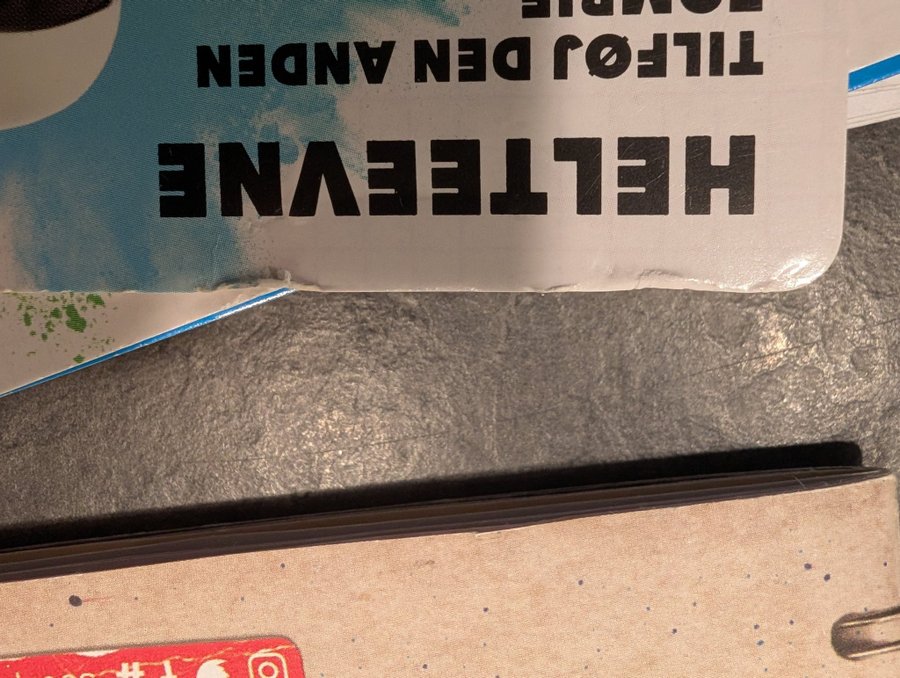 HELTEEVNE
TILFØJ DEN ANDEN
ZOMBIE